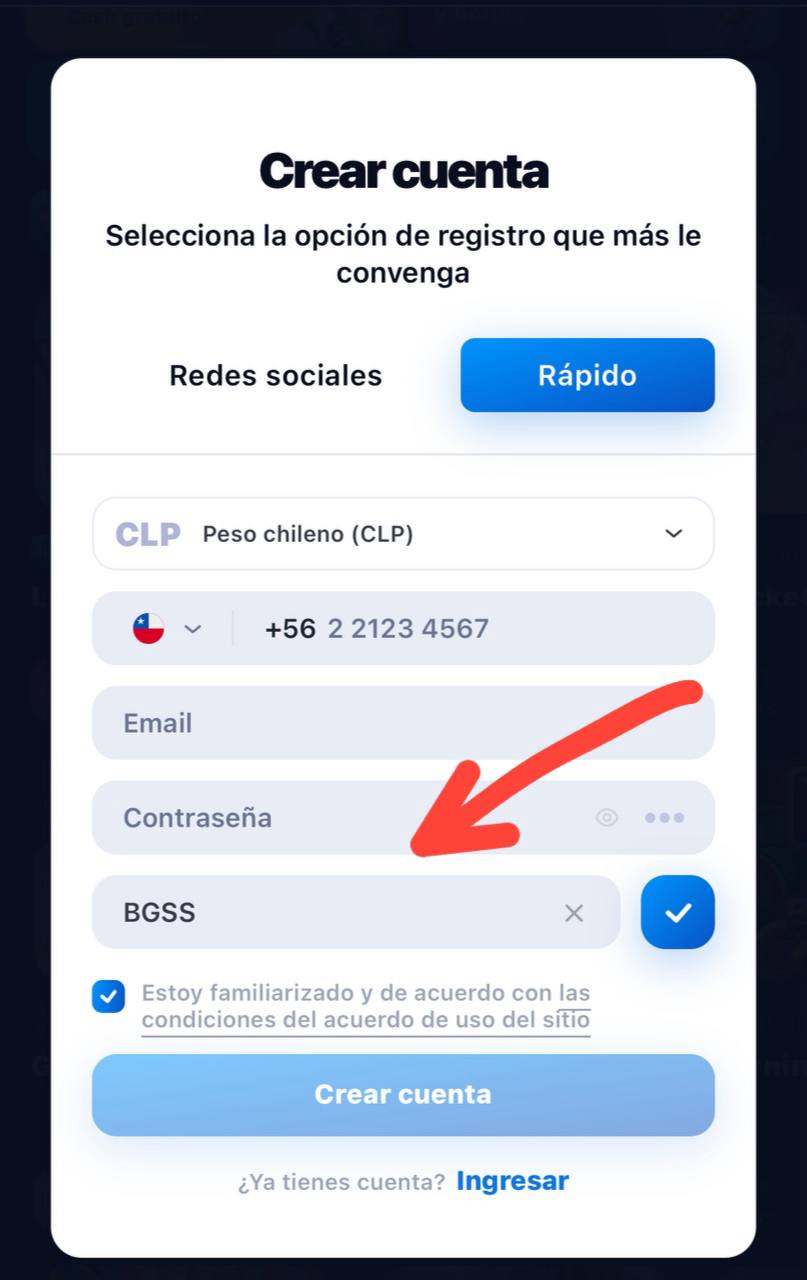 Crear cuenta
Selecciona la opción de registro que más le
convenga
Redes sociales
Rápido
CLP Peso chileno (CLP)
+56 2 2123 4567
Email
Contraseña
BGSS
Estoy familiarizado y de acuerdo con las
condiciones del acuerdo de uso del sitio
Crear cuenta
¿Ya tienes cuenta? Ingresar